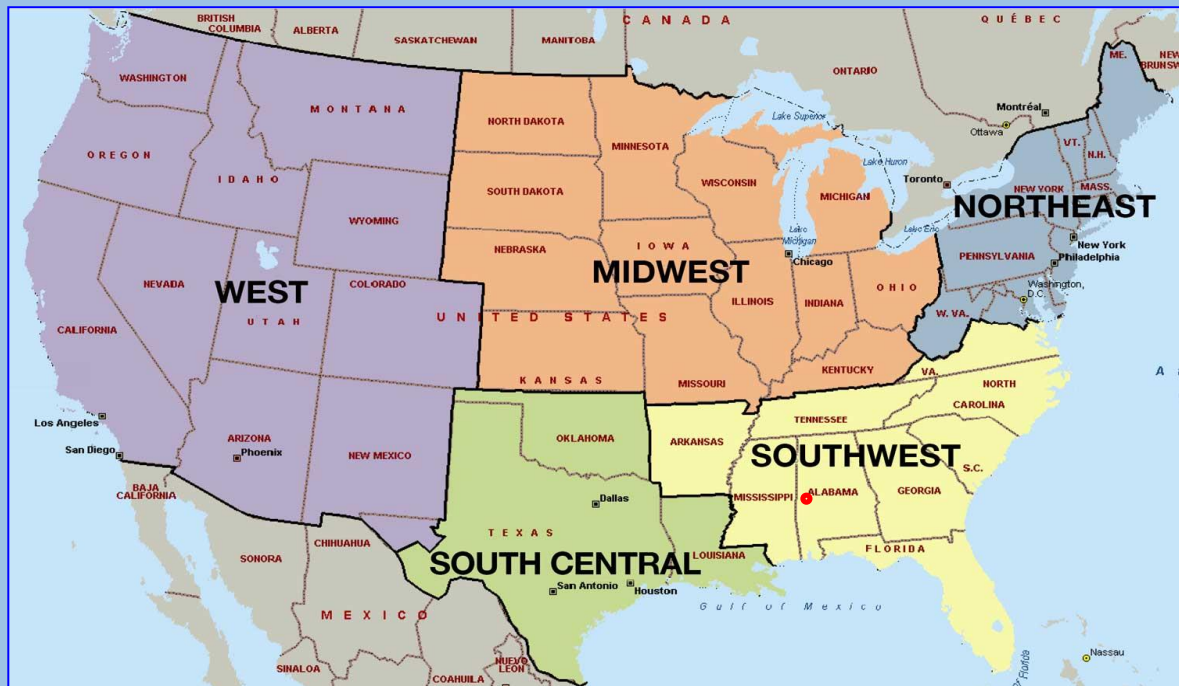 BRITISH
COLUMBIA
ALBERTA
SASKATCHEWAN
MANITOBA
CANADA
ONTARIO
QUÉBEC
ME.
NEW
BRUNSW
WASHINGTON
MONTANA
NORTH DAKOTA
MINNESOTA
Lake Superior
Montréal
Ottawa
VT.
N.H.
OREGON
IDAHO
SOUTH DAKOTA
WISCONSIN
MICHIGAN
Lake Huron
Toronto
NEW YORK
MASS.
NORTHEAST
WYOMING
NEBRASKA
IOWA
Lake
Michigan
Lake Erie
New York
PENNSYLVANIA
Philadelphia
MIDWEST
Chicago
NEVADA
WEST
COLORADO
ILLINOIS
INDIANA
OHIO
Washington,
D.C.
W. VA.
CALIFORNIA
UTAH
UNITED STATES
KANSAS
MISSOURI
KENTUCKY
VA.
A
NORTH
CAROLINA
TENNESSEE
Los Angeles
San Diego
ARIZONA
Phoenix
NEW MEXICO
OKLAHOMA
ARKANSAS
SOUTHWEST
S.C.
BAJA
CALIFORNIA
Dallas
MISSISSIPPI
ALABAMA
GEORGIA
TEXAS
SONORA
CHIHUAHUA
SOUTH CENTRAL
LOUISIANA
FLORIDA
San Antonio
Houston
Gulf of Mexico
MEXICO
SINALOA
COAHUILA
NUEVO
LEÓN
Nassau
of Florida